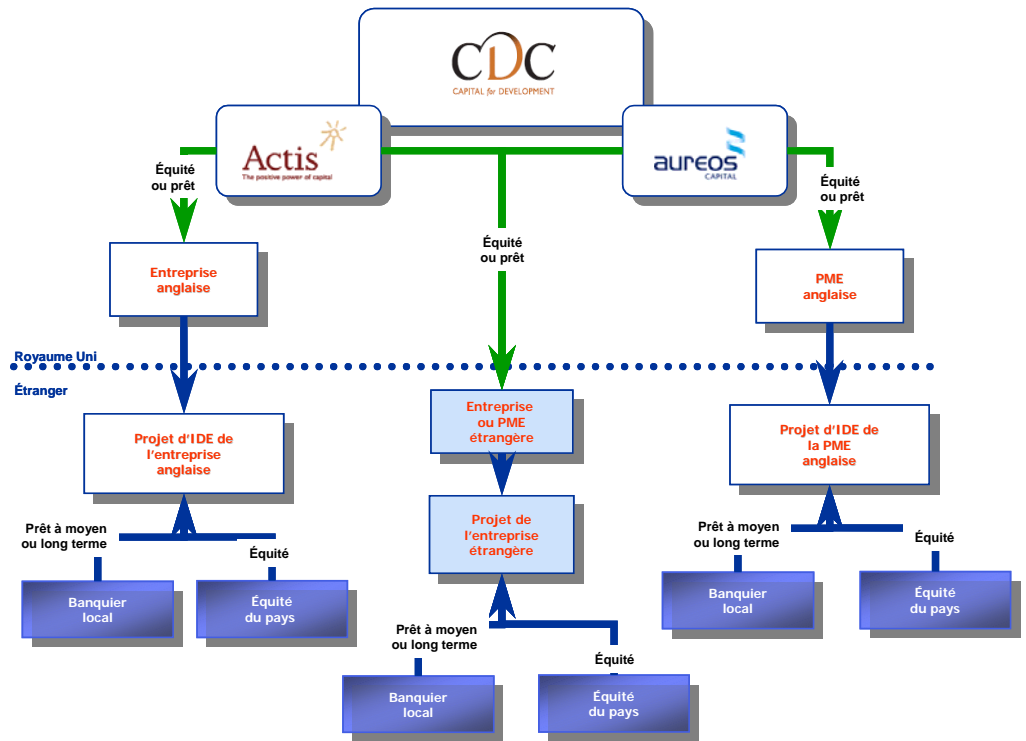 CDC
CAPITAL for DEVELOPMENT
Actis
The positive power of capital
aureos
CAPITAL
Équité
ou prêt
Équité
ou prêt
Équité
ou prêt
Entreprise
anglaise
PME
anglaise
Royaume Uni
Étranger
Projet d'IDE de
l'entreprise
anglaise
Entreprise
ou PME
étrangère
Projet d'IDE de
la PME
anglaise
Projet de
l'entreprise
étrangère
Prêt à moyen
ou long terme
Équité
Banquier
local
Équité
du pays
Prêt à moyen
ou long terme
Équité
Banquier
local
Équité
du pays
Prêt à moyen
ou long terme
Équité
Banquier
local
Équité
du pays